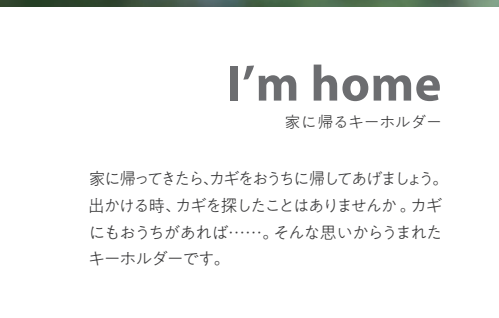 I'm home
家に帰るキーホルダー
家に帰ってきたら、カギをおうちに帰してあげましょう。
出かける時、カギを探したことはありませんか。カギ
にもおうちがあれば……。そんな思いからうまれた
キーホルダーです。